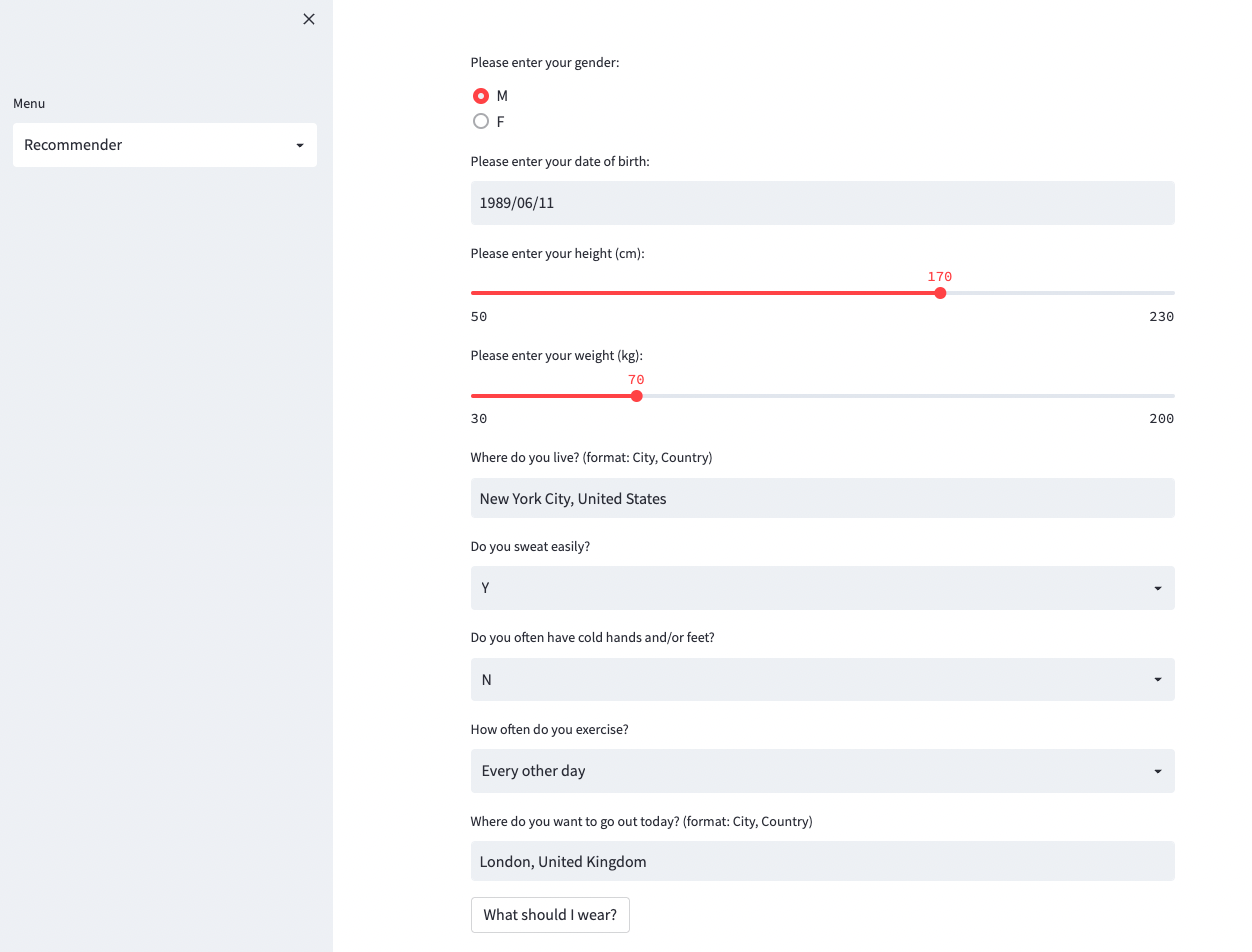 Menu
Recommender
Please enter your gender:
M
F
Please enter your date of birth:
1989/06/11
Please enter your height (cm):
170
50
230
Please enter your weight (kg):
70
30
200
Where do you live? (format: City, Country)
New York City, United States
Do you sweat easily?
Y
Do you often have cold hands and/or feet?
N
How often do you exercise?
Every other day
Where do you want to go out today? (format: City, Country)
London, United Kingdom
What should I wear?